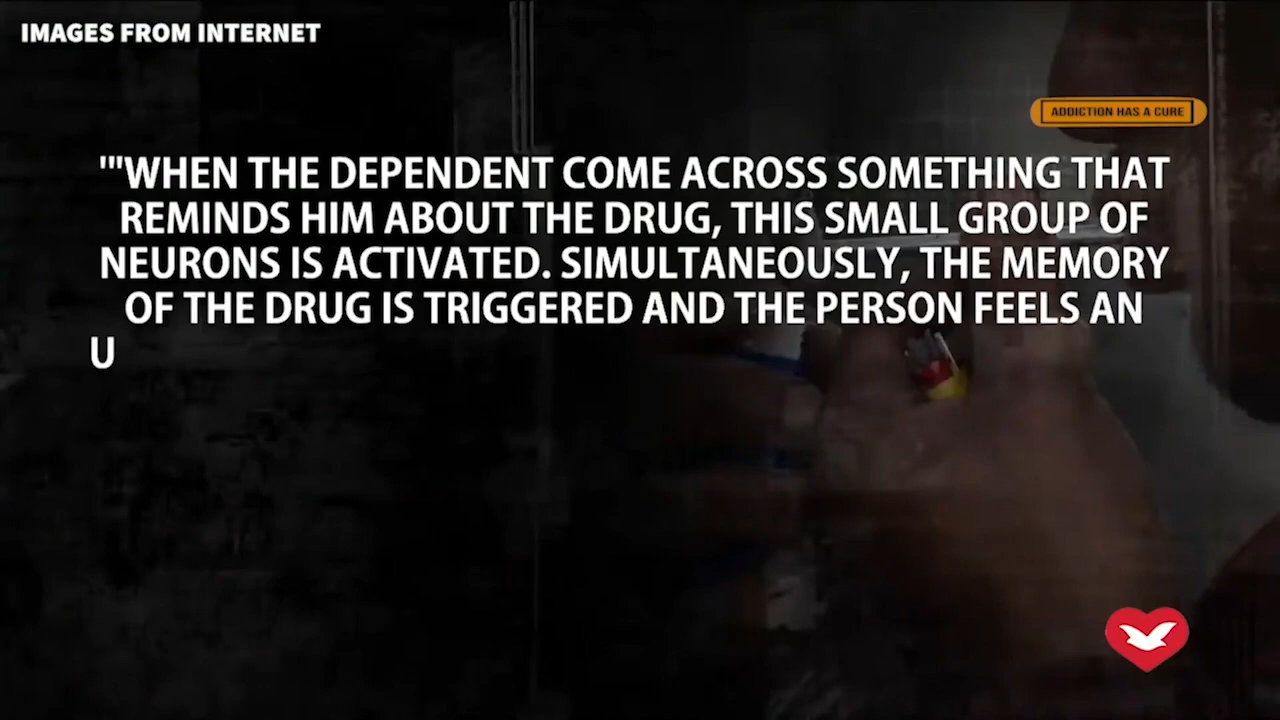 IMAGES FROM INTERNET
ADDICTION HAS A CURE
'"WHEN THE DEPENDENT COME ACROSS SOMETHING THAT
REMINDS HIM ABOUT THE DRUG, THIS SMALL GROUP OF
NEURONS IS ACTIVATED. SIMULTANEOUSLY, THE MEMORY
OF THE DRUG IS TRIGGERED AND THE PERSON FEELS AN
U